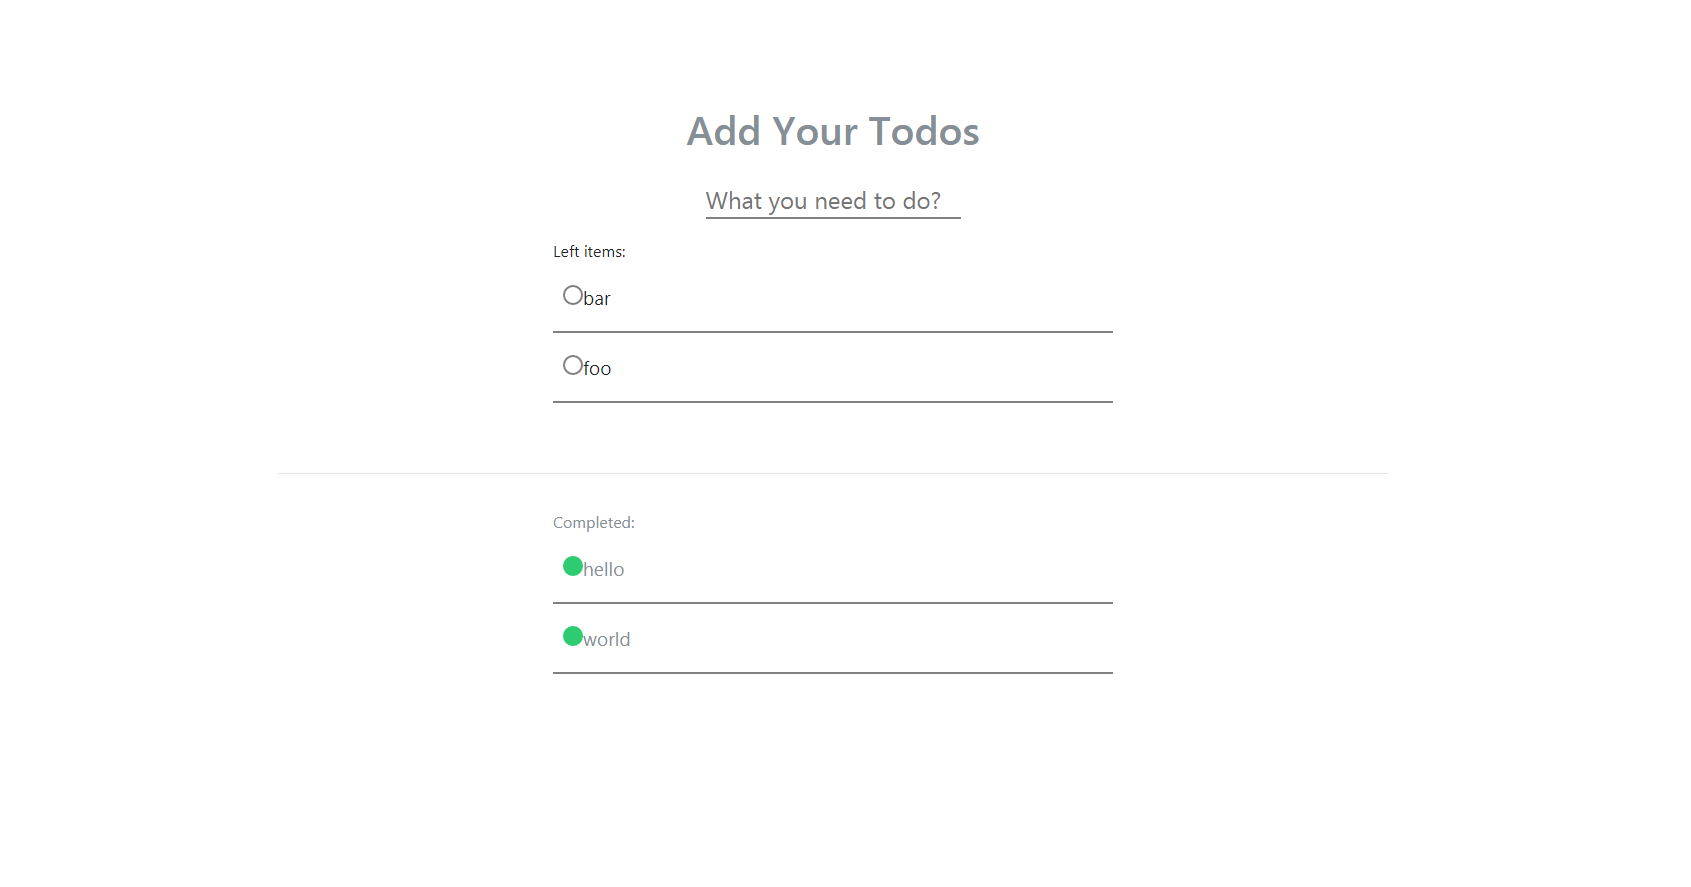 Add Your Todos
What you need to do?
Left items:
bar
foo
Completed:
hello
world